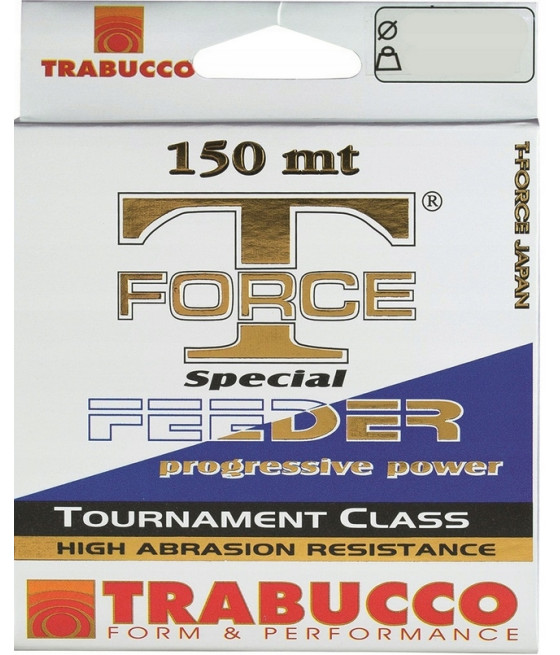 TRABUCCO
Ø
150 mt
T-FORCE JAPAN
T ®
FORCE
Special
FEEDER
progressive power
TOURNAMENT CLASS
HIGH ABRASION RESISTANCE
TRABUCCO
FORM & PERFORMANCE